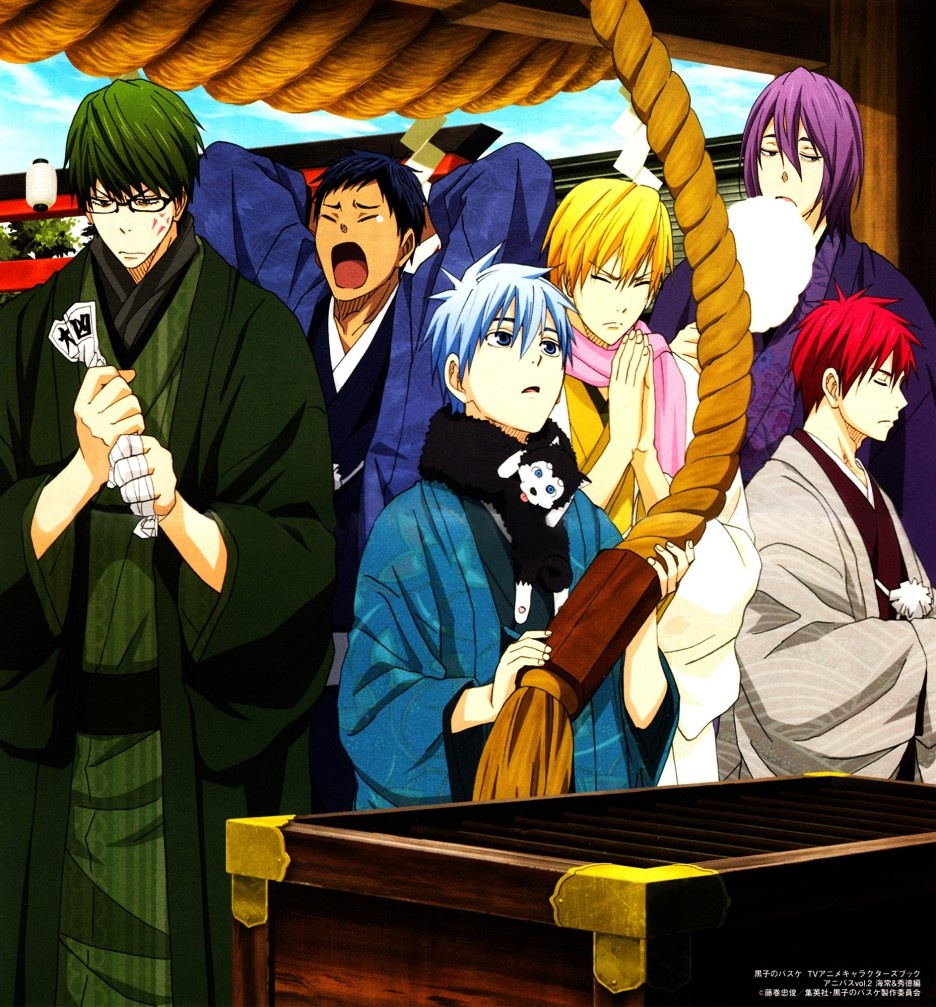 大凶
黒子のバスケ TVアニメキャラクターズブック
アニバスvol.2 海常&秀徳編
©藤巻忠俊／集英社・黒子のバスケ製作委員会